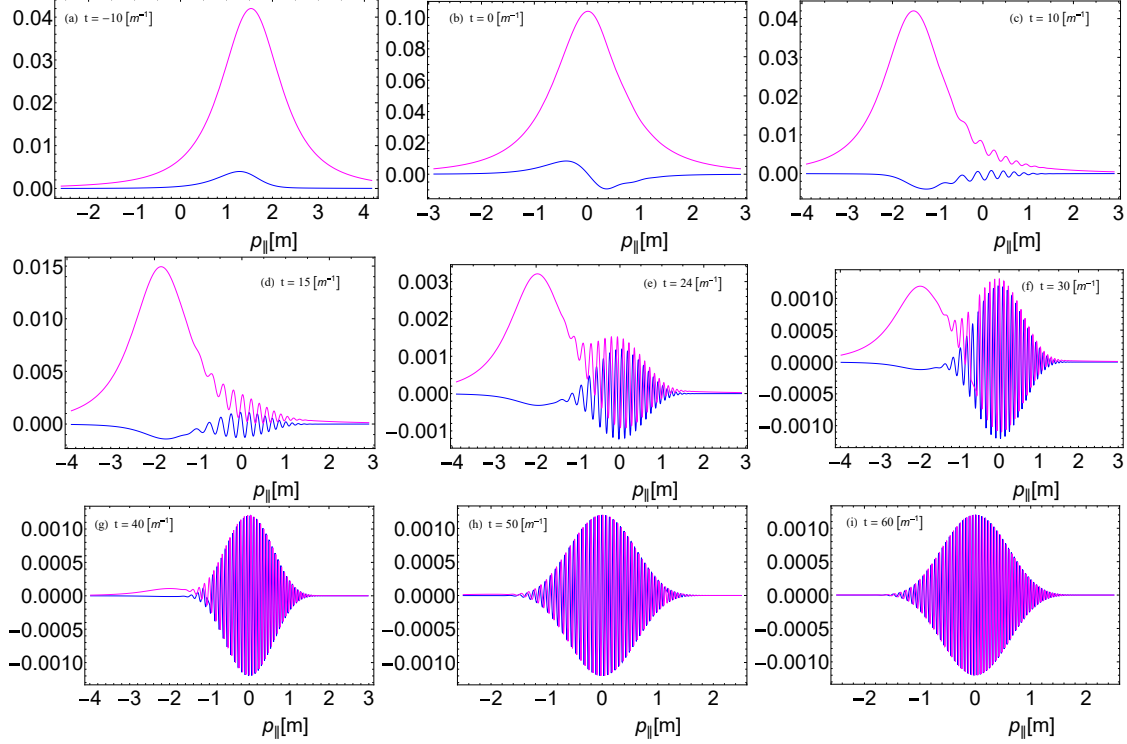 (a) t = −10 [m⁻¹]
0.04
0.03
0.02
0.01
0.00
−2 −1 0 1 2 3 4
p∥[m]
(b) t = 0 [m⁻¹]
0.10
0.08
0.06
0.04
0.02
0.00
−3 −2 −1 0 1 2 3
p∥[m]
(c) t = 10 [m⁻¹]
0.04
0.03
0.02
0.01
0.00
−4 −3 −2 −1 0 1 2 3
p∥[m]
(d) t = 15 [m⁻¹]
0.015
0.010
0.005
0.000
−4 −3 −2 −1 0 1 2 3
p∥[m]
(e) t = 24 [m⁻¹]
0.003
0.002
0.001
0.000
−0.001
−4 −3 −2 −1 0 1 2 3
p∥[m]
(f) t = 30 [m⁻¹]
0.0010
0.0005
0.0000
−0.0005
−0.0010
−4 −3 −2 −1 0 1 2 3
p∥[m]
(g) t = 40 [m⁻¹]
0.0010
0.0005
0.0000
−0.0005
−0.0010
−4 −3 −2 −1 0 1 2 3
p∥[m]
(h) t = 50 [m⁻¹]
0.0010
0.0005
0.0000
−0.0005
−0.0010
−2 −1 0 1 2
p∥[m]
(i) t = 60 [m⁻¹]
0.0010
0.0005
0.0000
−0.0005
−0.0010
−2 −1 0 1 2
p∥[m]